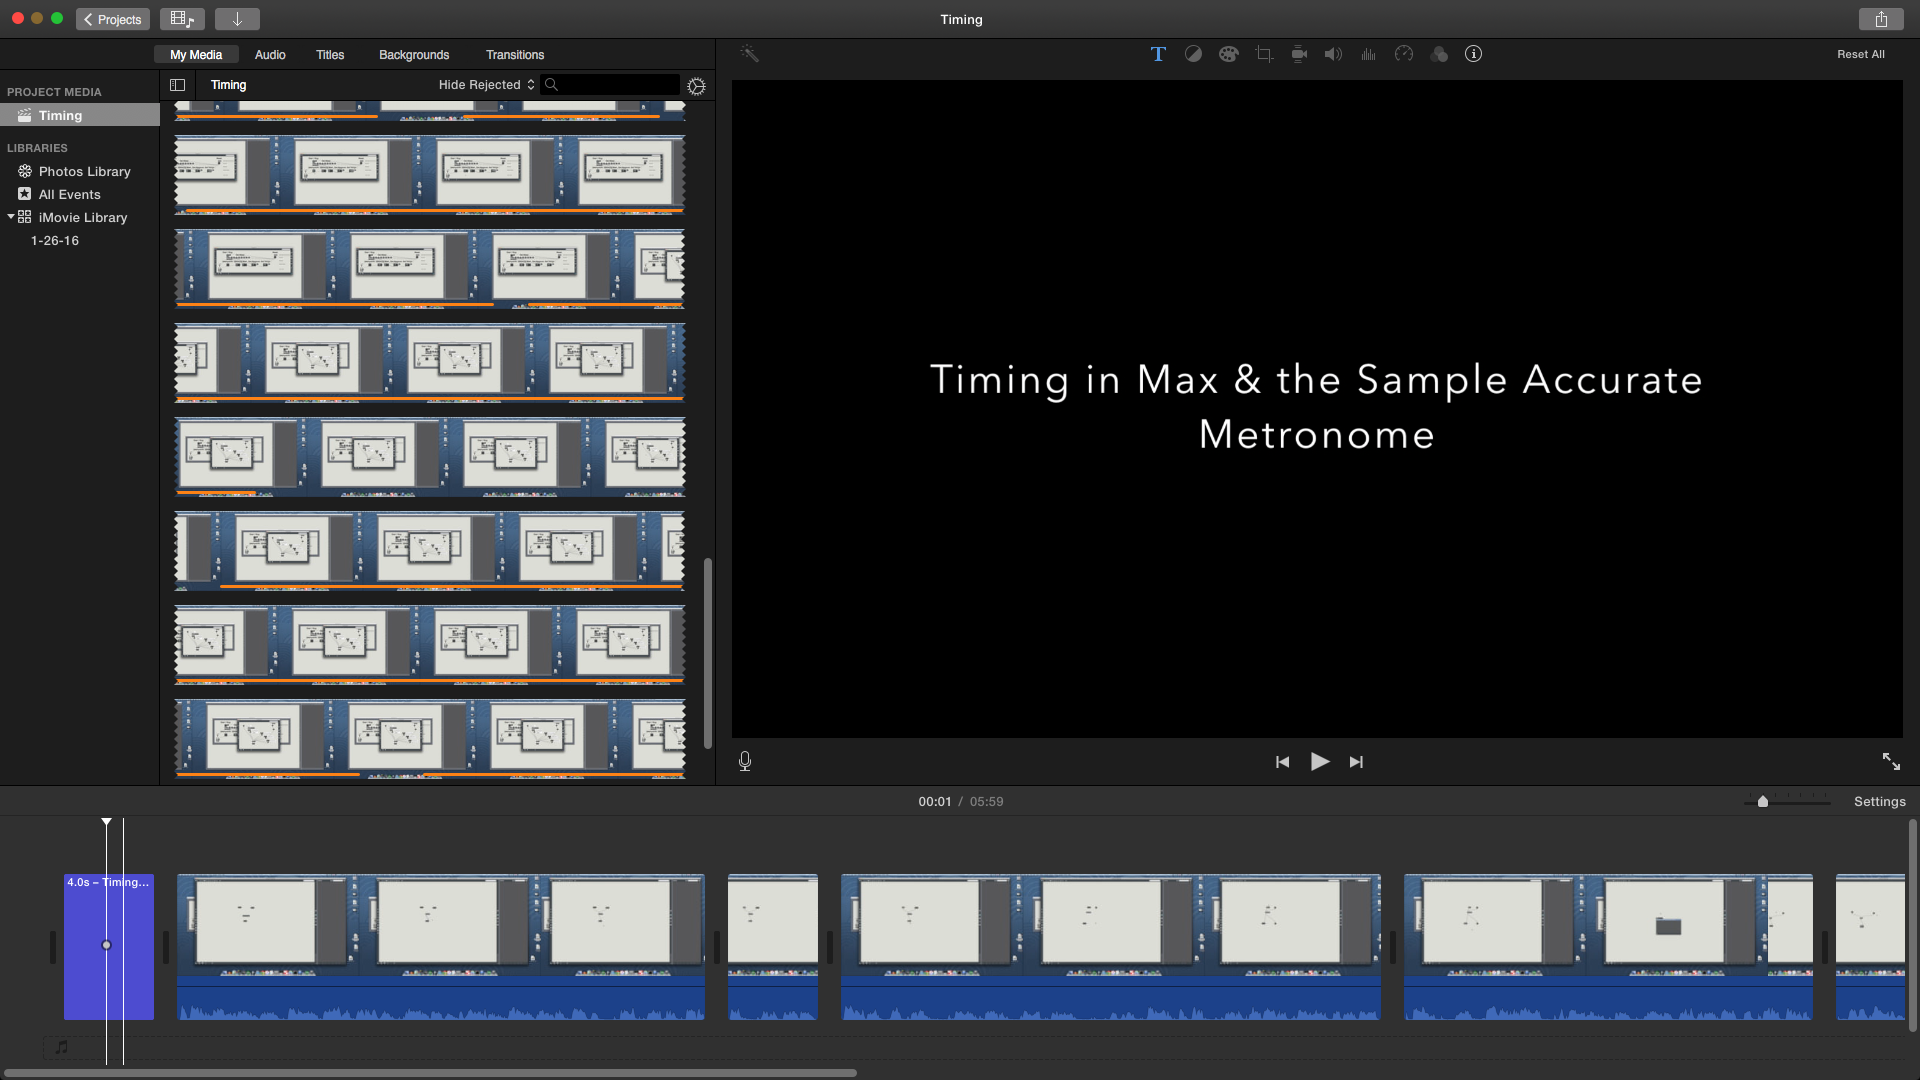 Projects
Timing
My Media
Audio
Titles
Backgrounds
Transitions
T
Reset All
PROJECT MEDIA
Timing
LIBRARIES
Photos Library
All Events
iMovie Library
1-26-16
Timing
Hide Rejected
Timing in Max & the Sample Accurate
Metronome
00:01 / 05:59
Settings
4.0s – Timing...